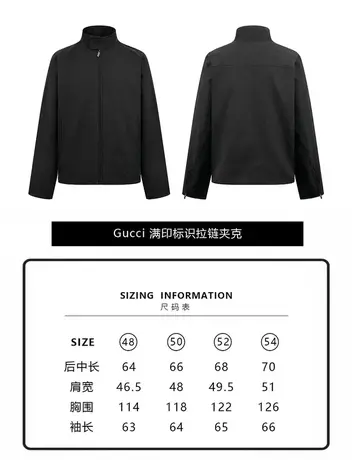 Gucci 满印标识拉链夹克
SIZING INFORMATION
尺码表
SIZE 48 50 52 54
后中长 64 66 68 70
肩宽 46.5 48 49.5 51
胸围 114 118 122 126
袖长 63 64 65 66